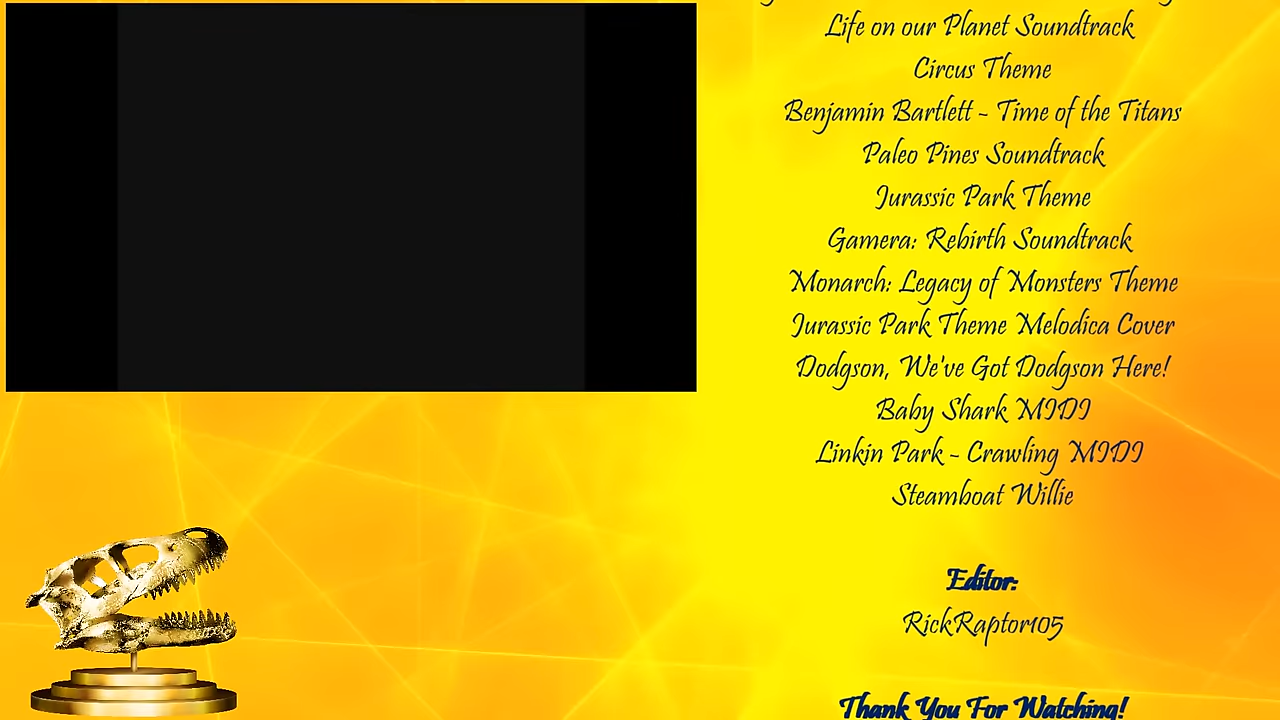 Life on our Planet Soundtrack
Circus Theme
Benjamin Bartlett - Time of the Titans
Paleo Pines Soundtrack
Jurassic Park Theme
Gamera: Rebirth Soundtrack
Monarch: Legacy of Monsters Theme
Jurassic Park Theme Melodica Cover
Dodgson, We've Got Dodgson Here!
Baby Shark MIDI
Linkin Park - Crawling MIDI
Steamboat Willie
Editor:
RickRaptor105
Thank You For Watching!